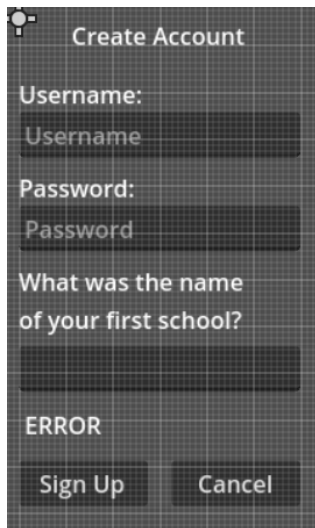 Create Account
Username:
Username
Password:
Password
What was the name
of your first school?
ERROR
Sign Up Cancel